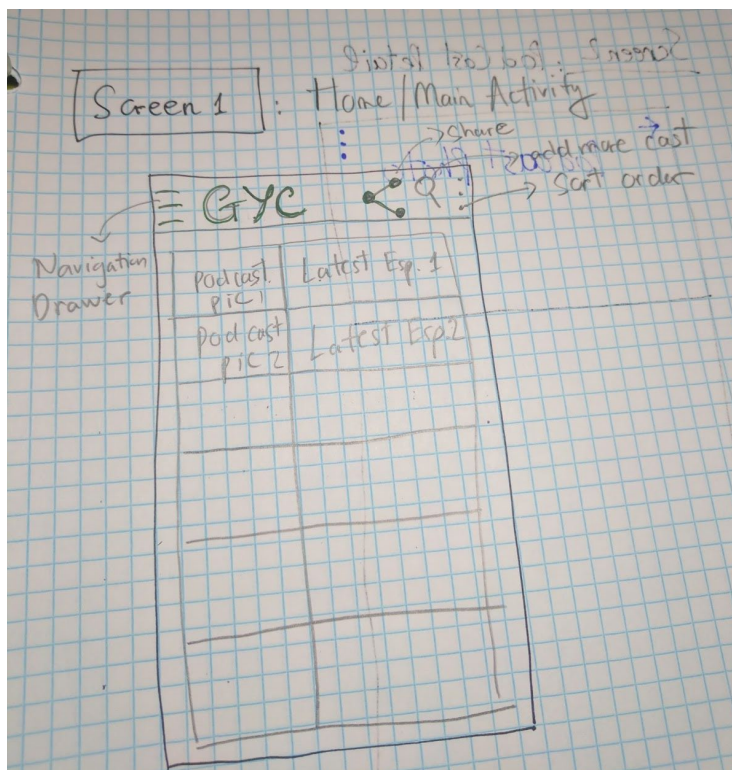 Screen 1 : Home/Main Activity
share
add more cast
Sort order
GYC
Navigation
Drawer
Podcast Latest Esp. 1
pic 1
Podcast Latest Esp.2
pic 2